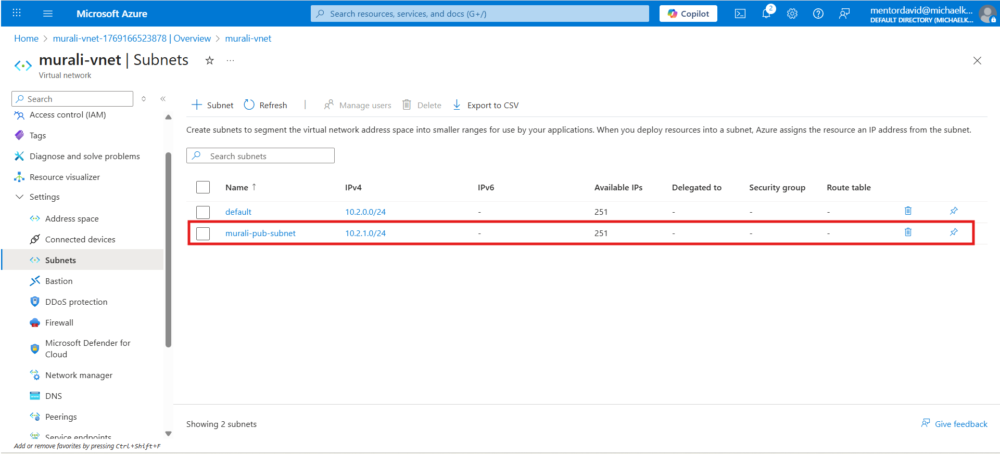 Microsoft Azure
Search resources, services, and docs (G+/)
Copilot
2
mentordavid@michaelk...
DEFAULT DIRECTORY (MICHAELK...
Home > murali-vnet-1769166523878 | Overview > murali-vnet
murali-vnet | Subnets
Virtual network
Search
Access control (IAM)
Tags
Diagnose and solve problems
Resource visualizer
Settings
Address space
Connected devices
Subnets
Bastion
DDoS protection
Firewall
Microsoft Defender for
Cloud
Network manager
DNS
Peerings
Service endpoints
Add or remove favorites by pressing Ctrl+Shift+F
+ Subnet Refresh | Manage users Delete Export to CSV
Create subnets to segment the virtual network address space into smaller ranges for use by your applications. When you deploy resources into a subnet, Azure assigns the resource an IP address from the subnet.
Search subnets
Name ↑ IPv4 IPv6 Available IPs Delegated to Security group Route table
default 10.2.0.0/24 - 251 - - -
murali-pub-subnet 10.2.1.0/24 - 251 - - -
Showing 2 subnets
Give feedback